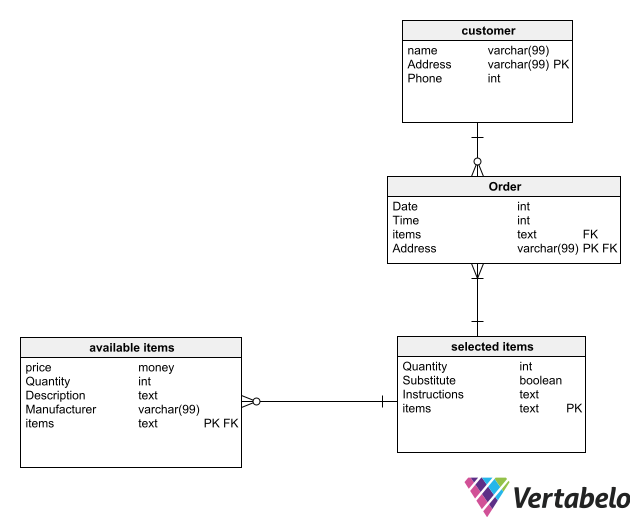 customer
name varchar(99)
Address varchar(99) PK
Phone int
Order
Date int
Time int
items text FK
Address varchar(99) PK FK
available items
price money
Quantity int
Description text
Manufacturer varchar(99)
items text PK FK
selected items
Quantity int
Substitute boolean
Instructions text
items text PK
Vertabelo